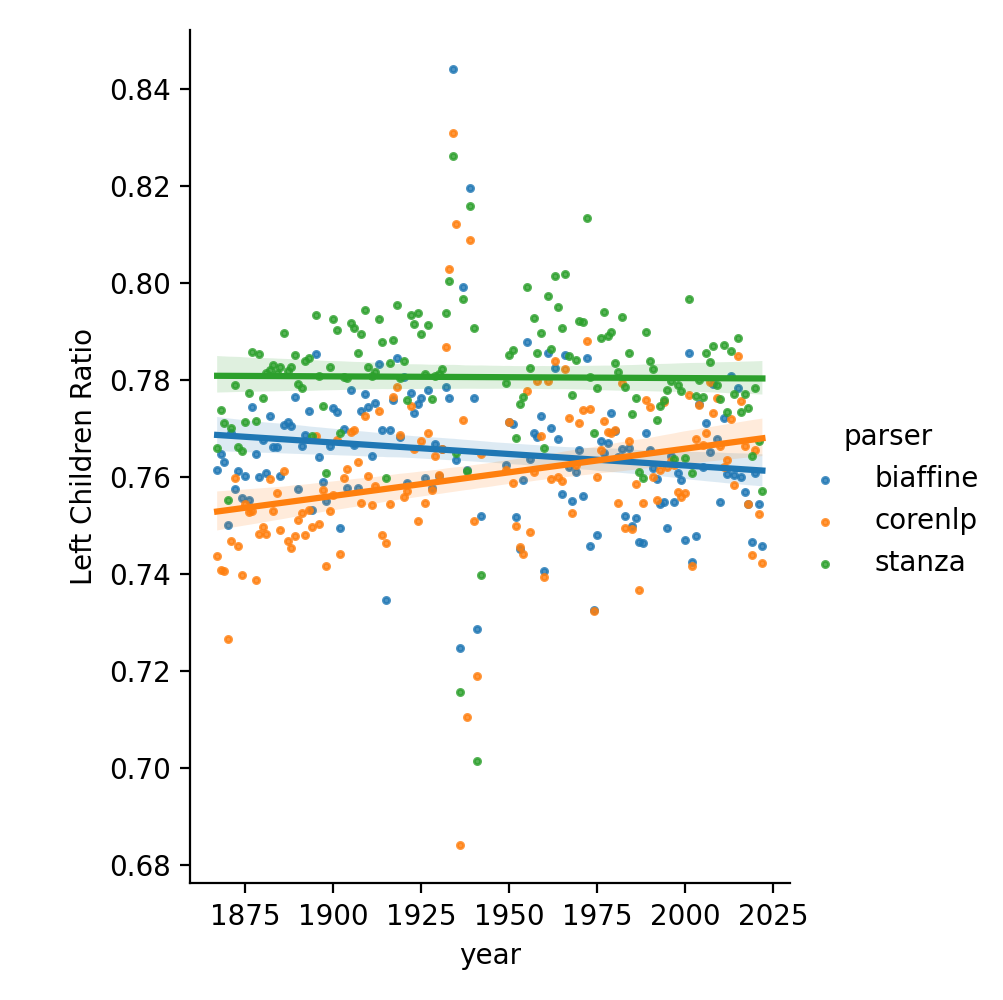 0.84
0.82
0.80
0.78
0.76
0.74
0.72
0.70
0.68
Left Children Ratio
1875 1900 1925 1950 1975 2000 2025
year
parser
biaffine
corenlp
stanza